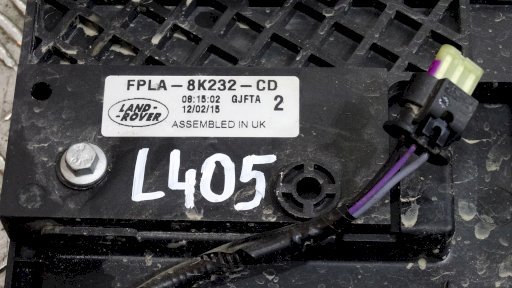 FPLA-8K232-CD
08:15:02 GJFTA 2
12/02/15
LAND-
-ROVER
ASSEMBLED IN UK
L405